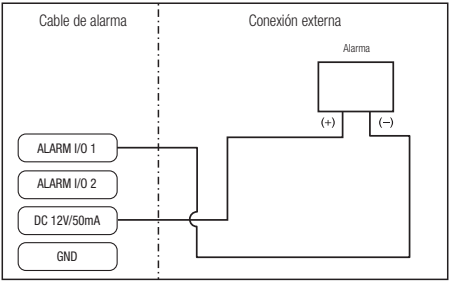 Cable de alarma
Conexión externa
Alarma
(+)
(−)
ALARM I/O 1
ALARM I/O 2
DC 12V/50mA
GND